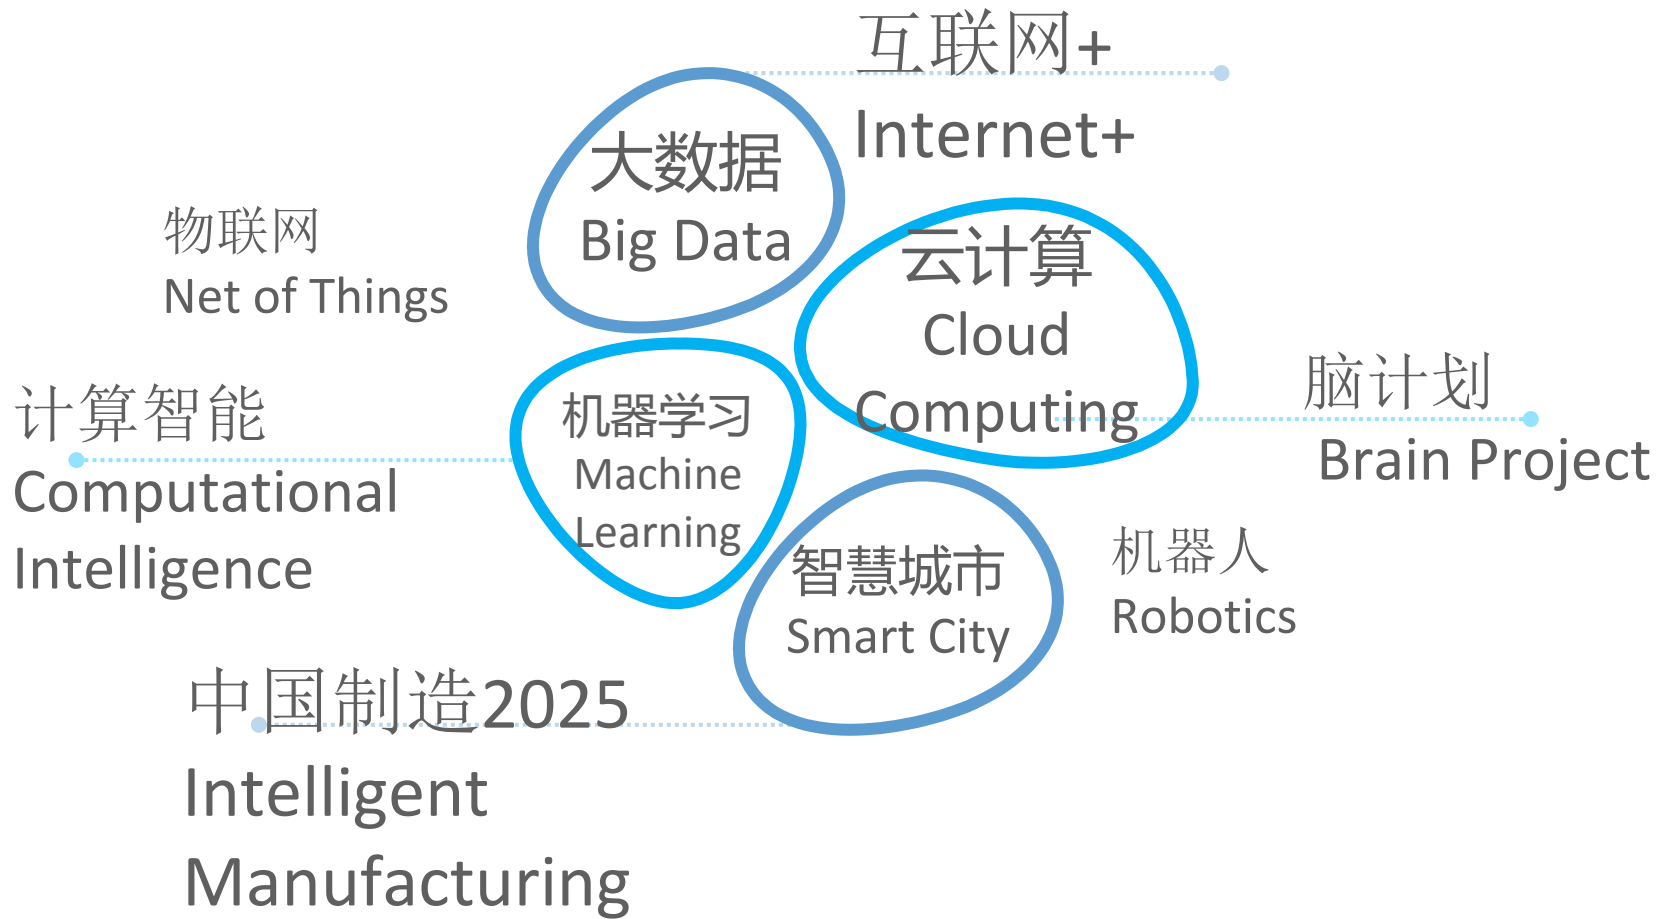 互联网+
Internet+
大数据
Big Data
物联网
Net of Things
云计算
Cloud
Computing
脑计划
Brain Project
计算智能
Computational
Intelligence
机器学习
Machine
Learning
智慧城市
Smart City
机器人
Robotics
中国制造2025
Intelligent
Manufacturing